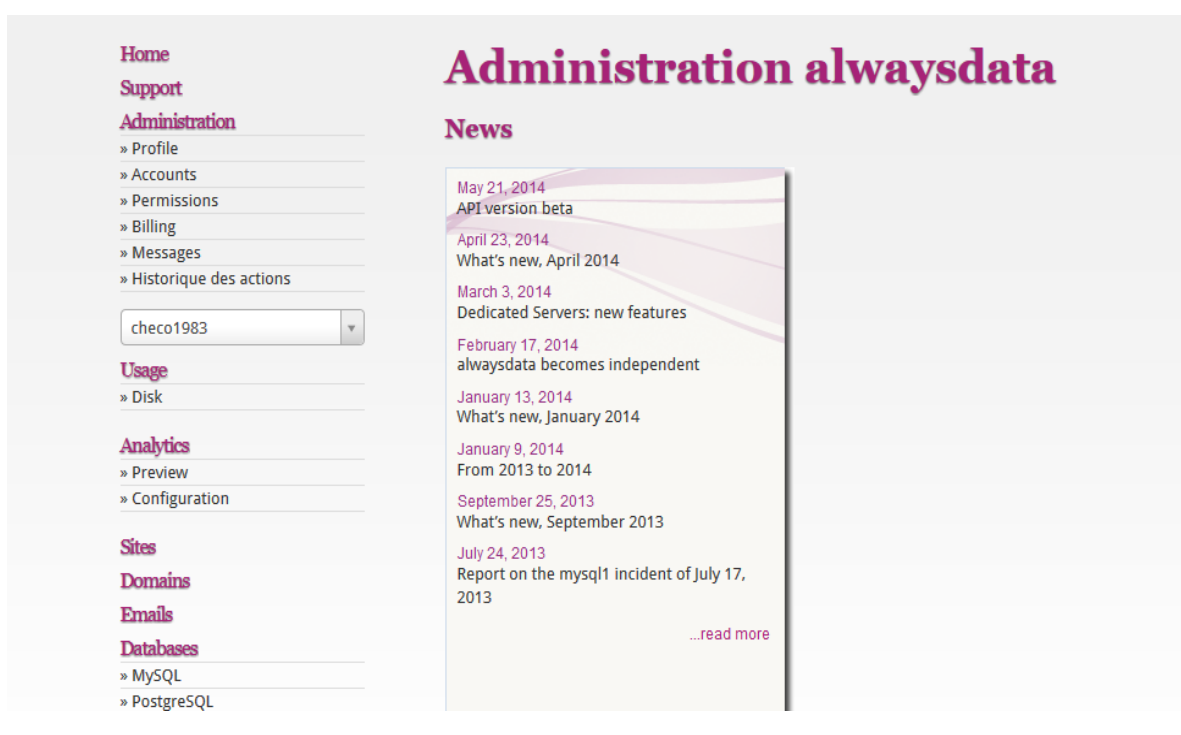 Home
Support
Administration
» Profile
» Accounts
» Permissions
» Billing
» Messages
» Historique des actions
checo1983
Usage
» Disk
Analytics
» Preview
» Configuration
Sites
Domains
Emails
Databases
» MySQL
» PostgreSQL
Administration alwaysdata
News
May 21, 2014
API version beta
April 23, 2014
What's new, April 2014
March 3, 2014
Dedicated Servers: new features
February 17, 2014
alwaysdata becomes independent
January 13, 2014
What's new, January 2014
January 9, 2014
From 2013 to 2014
September 25, 2013
What's new, September 2013
July 24, 2013
Report on the mysql1 incident of July 17,
2013
...read more